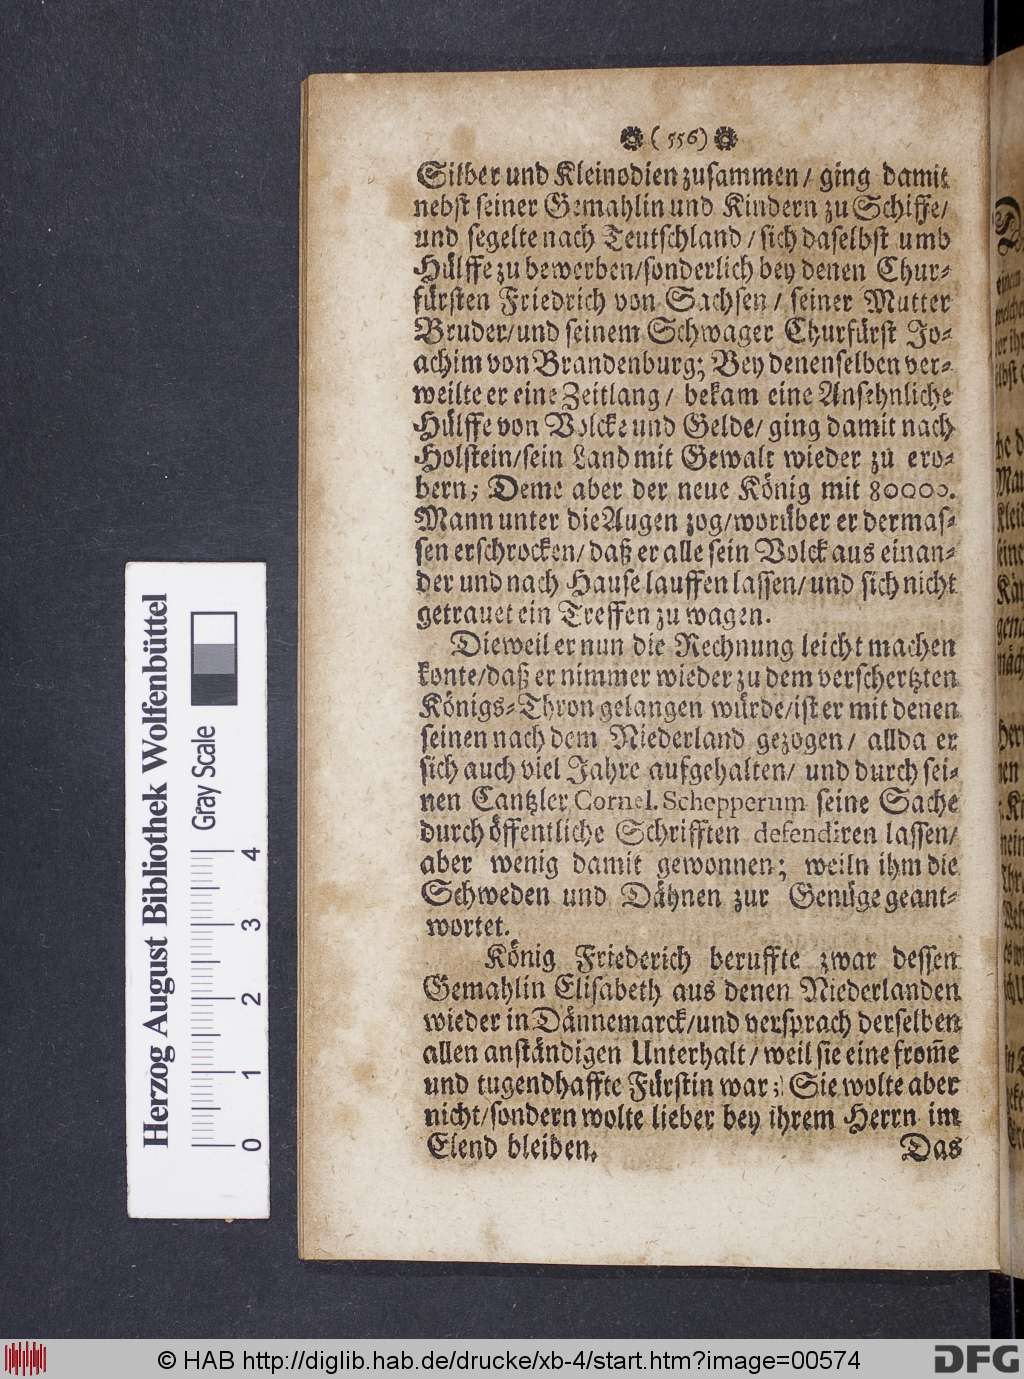 (556)
Silber und Kleinodien zusammen/ ging damit
nebst seiner Gemahlin und Kindern zu Schiffe/
und segelte nach Teutschland/ sich daselbst umb
Hülffe zu bewerben/sonderlich bey denen Chur-
fürsten Friedrich von Sachsen/ seiner Mutter
Bruder/und seinem Schwager Churfürst Jo-
achim von Brandenburg; Bey denenselben ver-
weilte er eine Zeitlang/ bekam eine Ansehnliche
Hülffe von Volcke und Gelde/ ging damit nach
Holstein/sein Land mit Gewalt wieder zu ero-
bern; Deme aber der neue König mit 80000.
Mann unter die Augen zog/worüber er dermas-
sen erschrocken/ daß er alle sein Volck aus einan-
der und nach Hause lauffen lassen/ und sich nicht
getrauet ein Treffen zu wagen.
Dieweil er nun die Rechnung leicht machen
konte/daß er nimmer wieder zu dem verschertzten
Königs-Thron gelangen würde/ist er mit denen
seinen nach dem Niederland gezogen/ allda er
sich auch viel Jahre aufgehalten/ und durch sei-
nen Cantzler Cornel. Schepperum seine Sache
durch öffentliche Schrifften defendiren lassen/
aber wenig damit gewonnen; weiln ihm die
Schweden und Dähnen zur Genüge geant-
wortet.
König Friederich beruffte zwar dessen
Gemahlin Elisabeth aus denen Niederlanden
wieder in Dännemarck/und versprach derselben
allen anständigen Unterhalt/ weil sie eine from̅e
und tugendhaffte Fürstin war; Sie wolte aber
nicht/sondern wolte lieber bey ihrem Herrn im
Elend bleiben.
Das
Herzog August Bibliothek Wolfenbüttel
Gray Scale
0 1 2 3 4
© HAB http://diglib.hab.de/drucke/xb-4/start.htm?image=00574
DFG